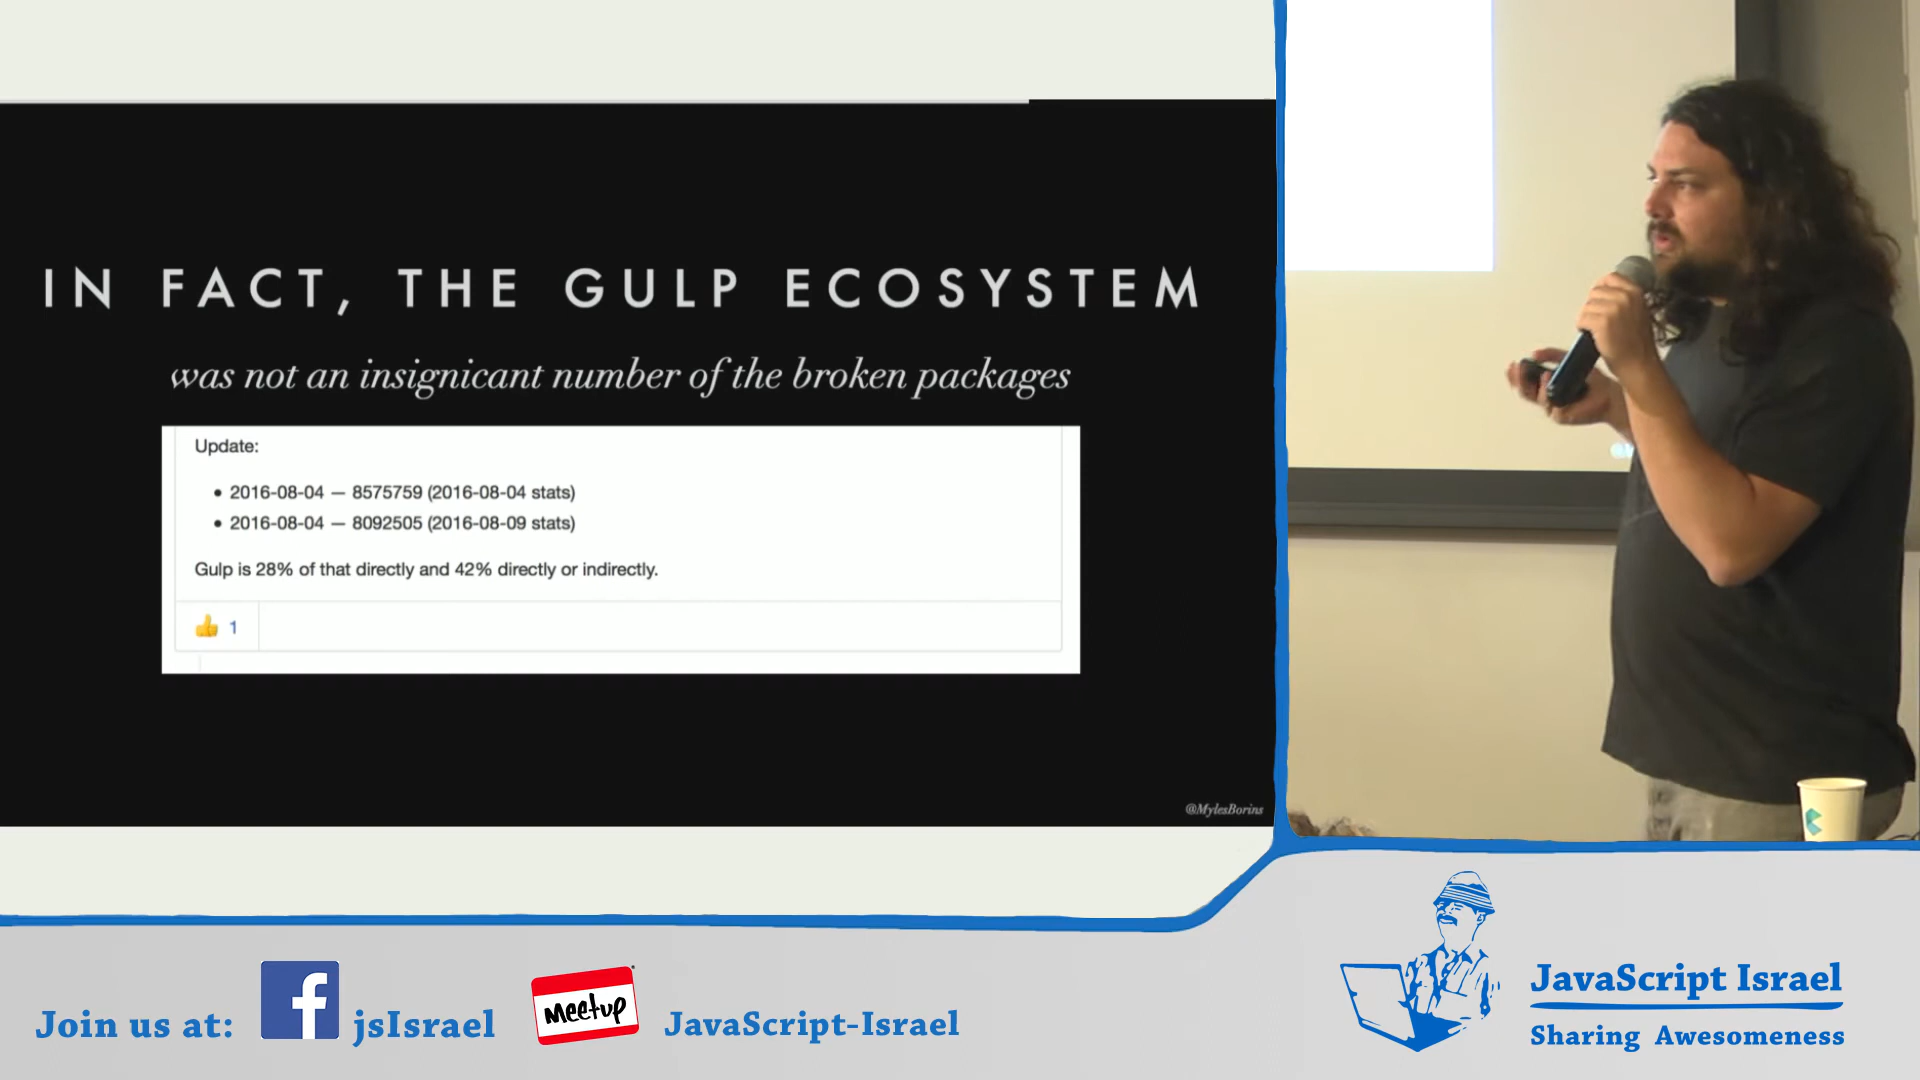 IN FACT, THE GULP ECOSYSTEM
was not an insignicant number of the broken packages
Update:
• 2016-08-04 — 8575759 (2016-08-04 stats)
• 2016-08-04 — 8092505 (2016-08-09 stats)
Gulp is 28% of that directly and 42% directly or indirectly.
👍 1
@MylesBorins
Join us at:
f
jsIsrael
Meetup
JavaScript-Israel
JavaScript Israel
Sharing Awesomeness